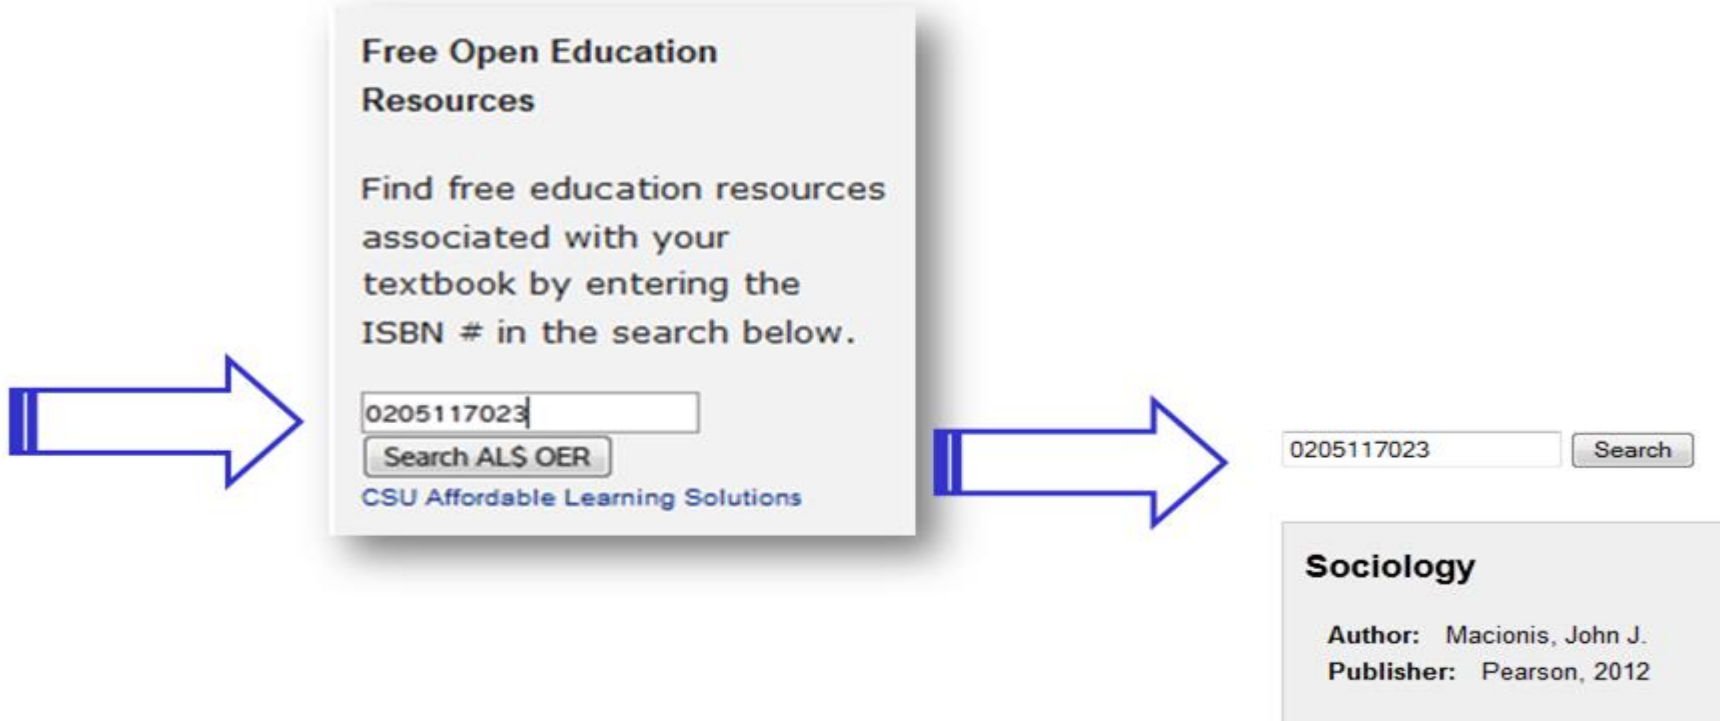 Free Open Education
Resources
Find free education resources
associated with your
textbook by entering the
ISBN # in the search below.
0205117023
Search AL$ OER
CSU Affordable Learning Solutions
0205117023 Search
Sociology
Author: Macionis, John J.
Publisher: Pearson, 2012